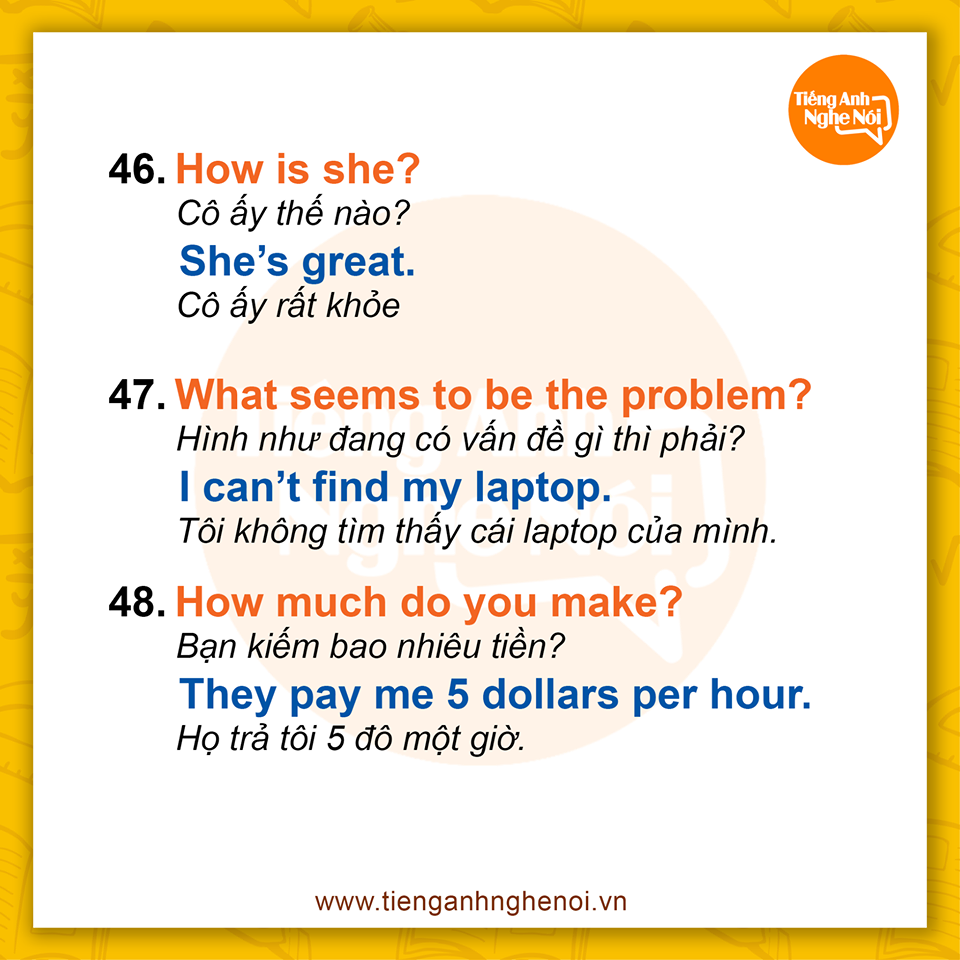 Tiếng Anh
Nghe Nói
46. How is she?
Cô ấy thế nào?
She's great.
Cô ấy rất khỏe
47. What seems to be the problem?
Hình như đang có vấn đề gì thì phải?
I can't find my laptop.
Tôi không tìm thấy cái laptop của mình.
48. How much do you make?
Bạn kiếm bao nhiêu tiền?
They pay me 5 dollars per hour.
Họ trả tôi 5 đô một giờ.
www.tienganhnghenoi.vn